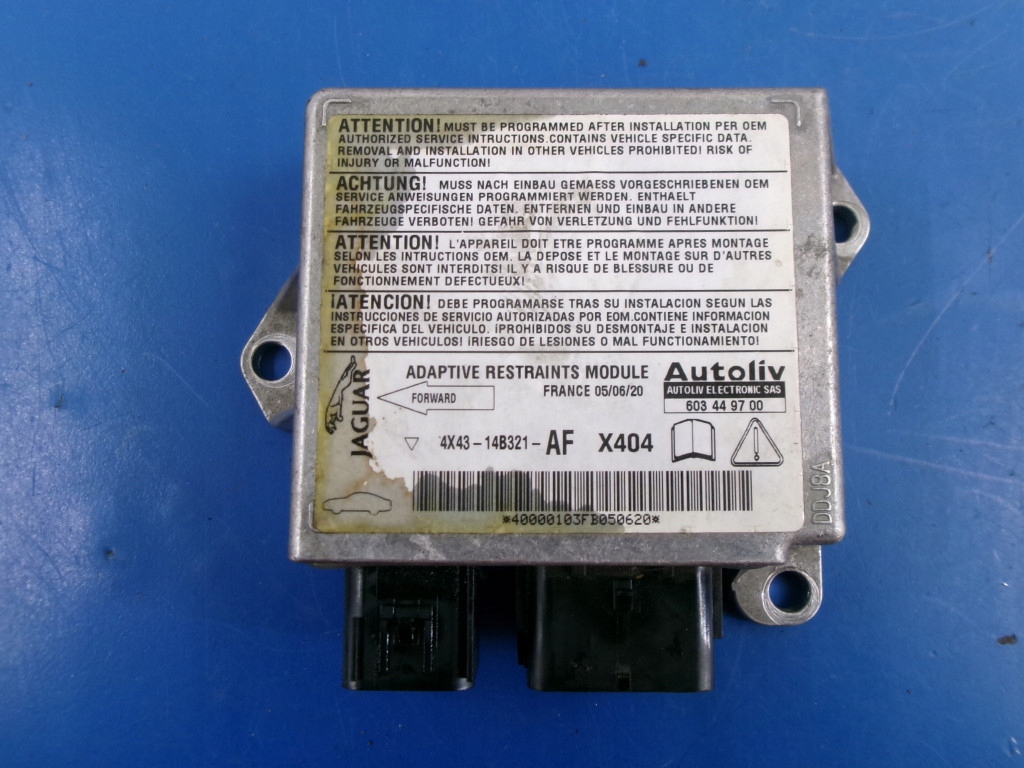 ATTENTION! MUST BE PROGRAMMED AFTER INSTALLATION PER OEM
AUTHORIZED SERVICE INTRUCTIONS.CONTAINS VEHICLE SPECIFIC DATA.
REMOVAL AND INSTALLATION IN OTHER VEHICLES PROHIBITED! RISK OF
INJURY OR MALFUNCTION!
ACHTUNG! MUSS NACH EINBAU GEMAESS VORGESCHRIEBENEN OEM
SERVICE ANWEISUNGEN PROGRAMMIERT WERDEN. ENTHAELT
FAHRZEUGSPEZIFISCHE DATEN. ENTFERNEN UND EINBAU IN ANDERE
FAHRZEUGE VERBOTEN! GEFAHR VON VERLETZUNG UND FEHLFUNKTION!
ATTENTION! L'APPAREIL DOIT ETRE PROGRAMME APRES MONTAGE
SELON LES INTRUCTIONS OEM. LA DEPOSE ET LE MONTAGE SUR D'AUTRES
VEHICULES SONT INTERDITS! IL Y A RISQUE DE BLESSURE OU DE
FONCTIONNEMENT DEFECTUEUX!
¡ATENCION! DEBE PROGRAMARSE TRAS SU INSTALACION SEGUN LAS
INSTRUCCIONES DE SERVICIO AUTORIZADAS POR EOM.CONTIENE INFORMACION
ESPECIFICA DEL VEHICULO. ¡PROHIBIDOS SU DESMONTAJE E INSTALACION
EN OTROS VEHICULOS! ¡RIESGO DE LESIONES O MAL FUNCIONAMIENTO!
JAGUAR
ADAPTIVE RESTRAINTS MODULE
FRANCE 05/06/20
FORWARD
Autoliv
AUTOLIV ELECTRONIC SAS
603 44 97 00
4X43-14B321-AF X404
*40000103FB050620*
DDJ8A